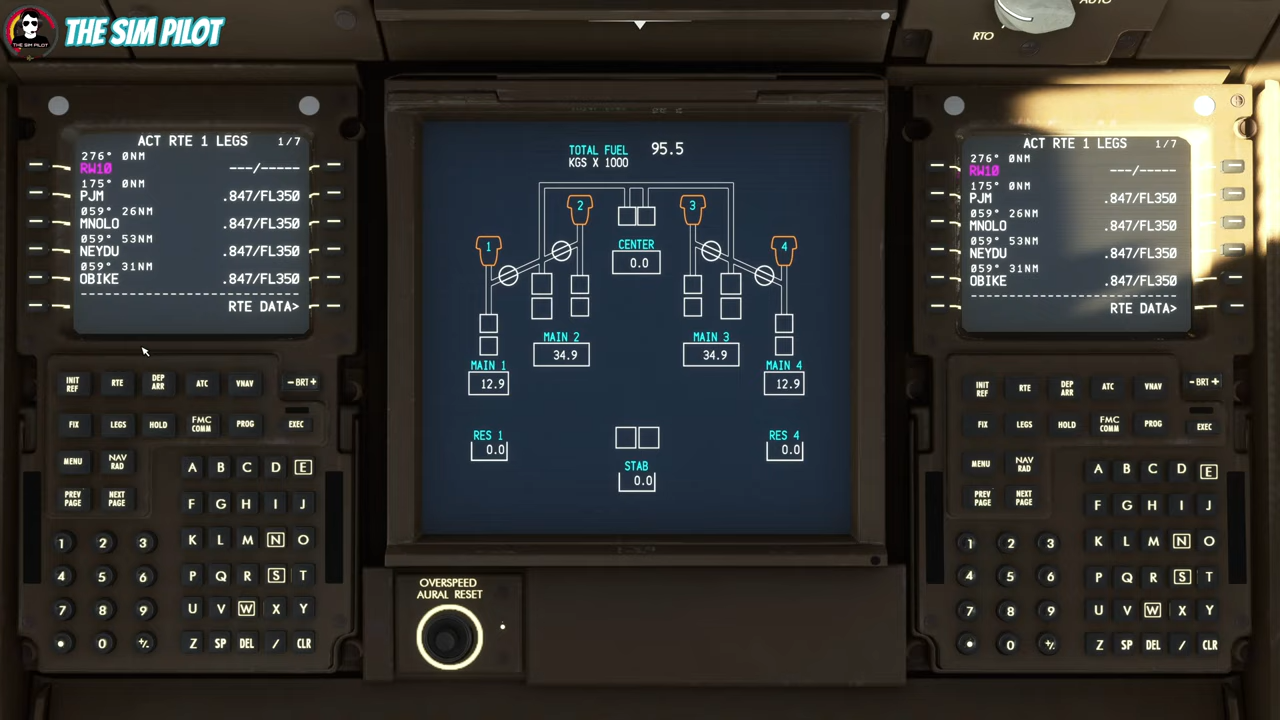 THE SIM PILOT
THE SIM PILOT
AUTO
RTO
ACT RTE 1 LEGS 1/7
276° 0NM
RW10 ---/-----
175° 0NM
PJM .847/FL350
059° 26NM
MNOLO .847/FL350
059° 53NM
NEYDU .847/FL350
059° 31NM
OBIKE .847/FL350
RTE DATA>
INIT REF RTE DEP ARR ATC VNAV - BRT +
FIX LEGS HOLD FMC COMM PROG EXEC
MENU NAV RAD
PREV PAGE NEXT PAGE
A B C D E
F G H I J
K L M N O
P Q R S T
U V W X Y
Z SP DEL / CLR
1 2 3
4 5 6
7 8 9
• 0 +/-
TOTAL FUEL 95.5
KGS X 1000
2 3
1 4
CENTER
0.0
MAIN 2 MAIN 3
34.9 34.9
MAIN 1 MAIN 4
12.9 12.9
RES 1 RES 4
0.0 0.0
STAB
0.0
OVERSPEED
AURAL RESET
ACT RTE 1 LEGS 1/7
276° 0NM
RW10 ---/-----
175° 0NM
PJM .847/FL350
059° 26NM
MNOLO .847/FL350
059° 53NM
NEYDU .847/FL350
059° 31NM
OBIKE .847/FL350
RTE DATA>
INIT REF RTE DEP ARR ATC VNAV - BRT +
FIX LEGS HOLD FMC COMM PROG EXEC
MENU NAV RAD
PREV PAGE NEXT PAGE
A B C D E
F G H I J
K L M N O
P Q R S T
U V W X Y
Z SP DEL / CLR
1 2 3
4 5 6
7 8 9
• 0 +/-